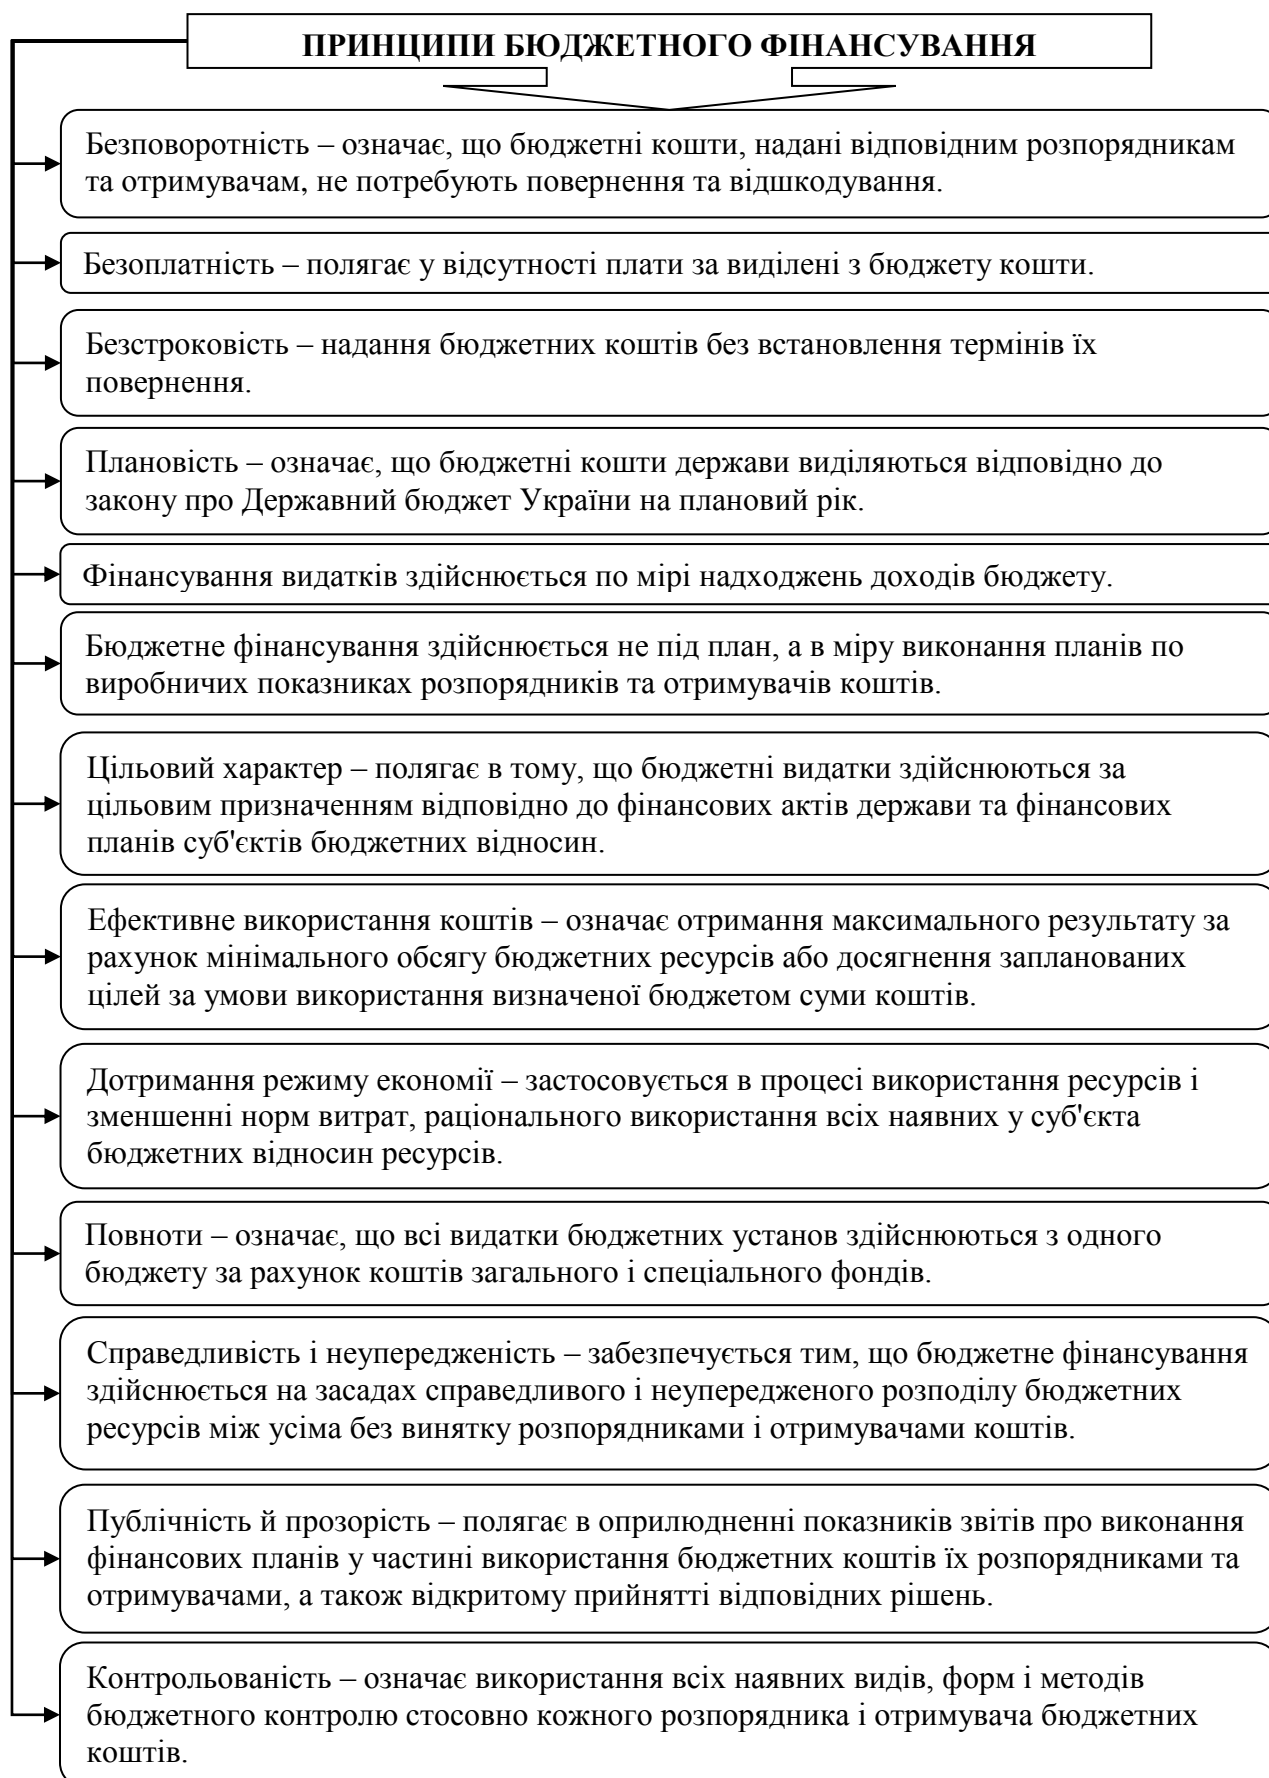 ПРИНЦИПИ БЮДЖЕТНОГО ФІНАНСУВАННЯ
Безповоротність – означає, що бюджетні кошти, надані відповідним розпорядникам
та отримувачам, не потребують повернення та відшкодування.
Безоплатність – полягає у відсутності плати за виділені з бюджету кошти.
Безстроковість – надання бюджетних коштів без встановлення термінів їх
повернення.
Плановість – означає, що бюджетні кошти держави виділяються відповідно до
закону про Державний бюджет України на плановий рік.
Фінансування видатків здійснюється по мірі надходжень доходів бюджету.
Бюджетне фінансування здійснюється не під план, а в міру виконання планів по
виробничих показниках розпорядників та отримувачів коштів.
Цільовий характер – полягає в тому, що бюджетні видатки здійснюються за
цільовим призначенням відповідно до фінансових актів держави та фінансових
планів суб'єктів бюджетних відносин.
Ефективне використання коштів – означає отримання максимального результату за
рахунок мінімального обсягу бюджетних ресурсів або досягнення запланованих
цілей за умови використання визначеної бюджетом суми коштів.
Дотримання режиму економії – застосовується в процесі використання ресурсів і
зменшенні норм витрат, раціонального використання всіх наявних у суб'єкта
бюджетних відносин ресурсів.
Повноти – означає, що всі видатки бюджетних установ здійснюються з одного
бюджету за рахунок коштів загального і спеціального фондів.
Справедливість і неупередженість – забезпечується тим, що бюджетне фінансування
здійснюється на засадах справедливого і неупередженого розподілу бюджетних
ресурсів між усіма без винятку розпорядниками і отримувачами коштів.
Публічність й прозорість – полягає в оприлюдненні показників звітів про виконання
фінансових планів у частині використання бюджетних коштів їх розпорядниками та
отримувачами, а також відкритому прийнятті відповідних рішень.
Контрольованість – означає використання всіх наявних видів, форм і методів
бюджетного контролю стосовно кожного розпорядника і отримувача бюджетних
коштів.